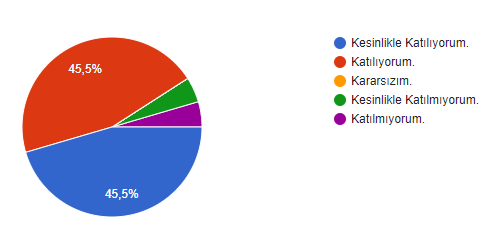 45,5%
45,5%
Kesinlikle Katılıyorum.
Katılıyorum.
Kararsızım.
Kesinlikle Katılmıyorum.
Katılmıyorum.